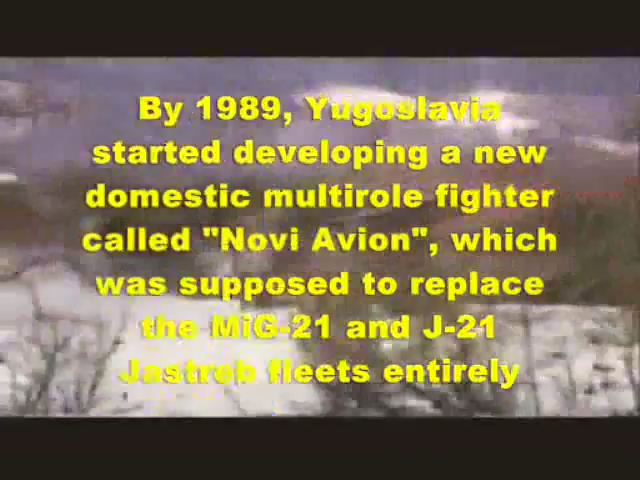 By 1989, Yugoslavia
started developing a new
domestic multirole fighter
called "Novi Avion", which
was supposed to replace
the MiG-21 and J-21
Jastreb fleets entirely